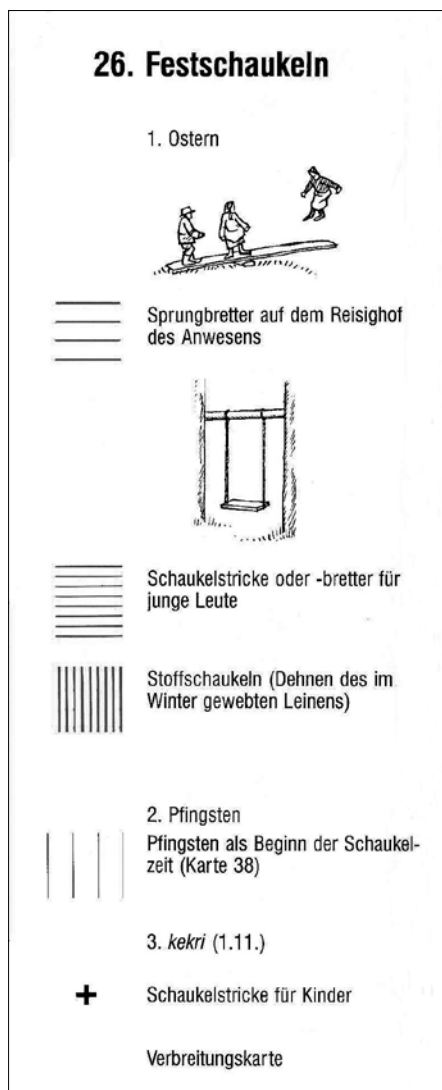 26. Festschaukeln
1. Ostern
Sprungbretter auf dem Reisighof
des Anwesens
Schaukelstricke oder -bretter für
junge Leute
Stoffschaukeln (Dehnen des im
Winter gewebten Leinens)
2. Pfingsten
Pfingsten als Beginn der Schaukel-
zeit (Karte 38)
3. kekri (1.11.)
Schaukelstricke für Kinder
Verbreitungskarte